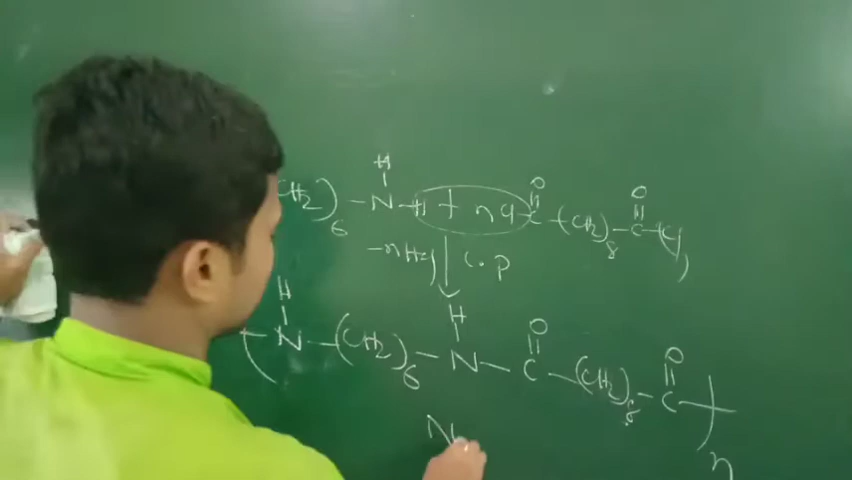 H O O
CH₂)₆ – N – H + n Cl – C – (CH₂)₈ – C – Cl
– nHCl C.P
H H O O
( N – (CH₂)₆ – N – C – (CH₂)₈ – C )n
N